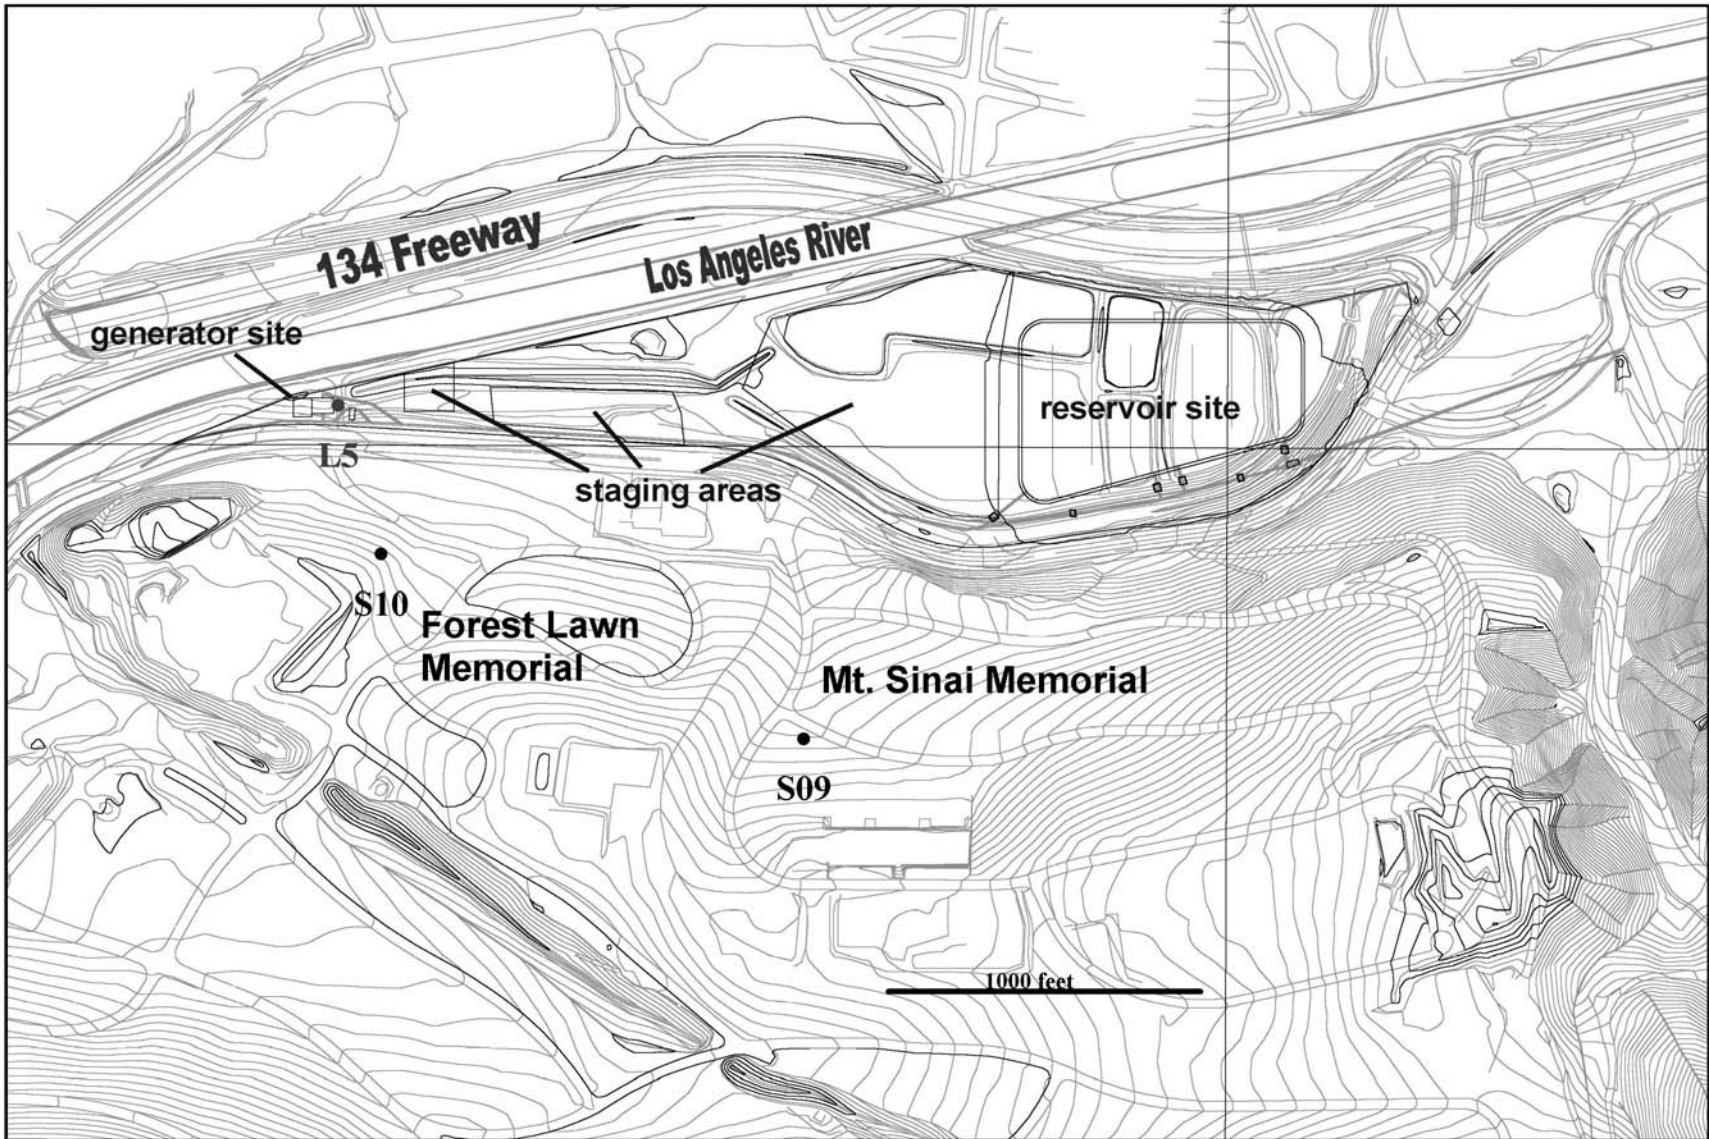 134 Freeway
Los Angeles River
generator site
reservoir site
L5
staging areas
S10
Forest Lawn
Memorial
Mt. Sinai Memorial
S09
1000 feet